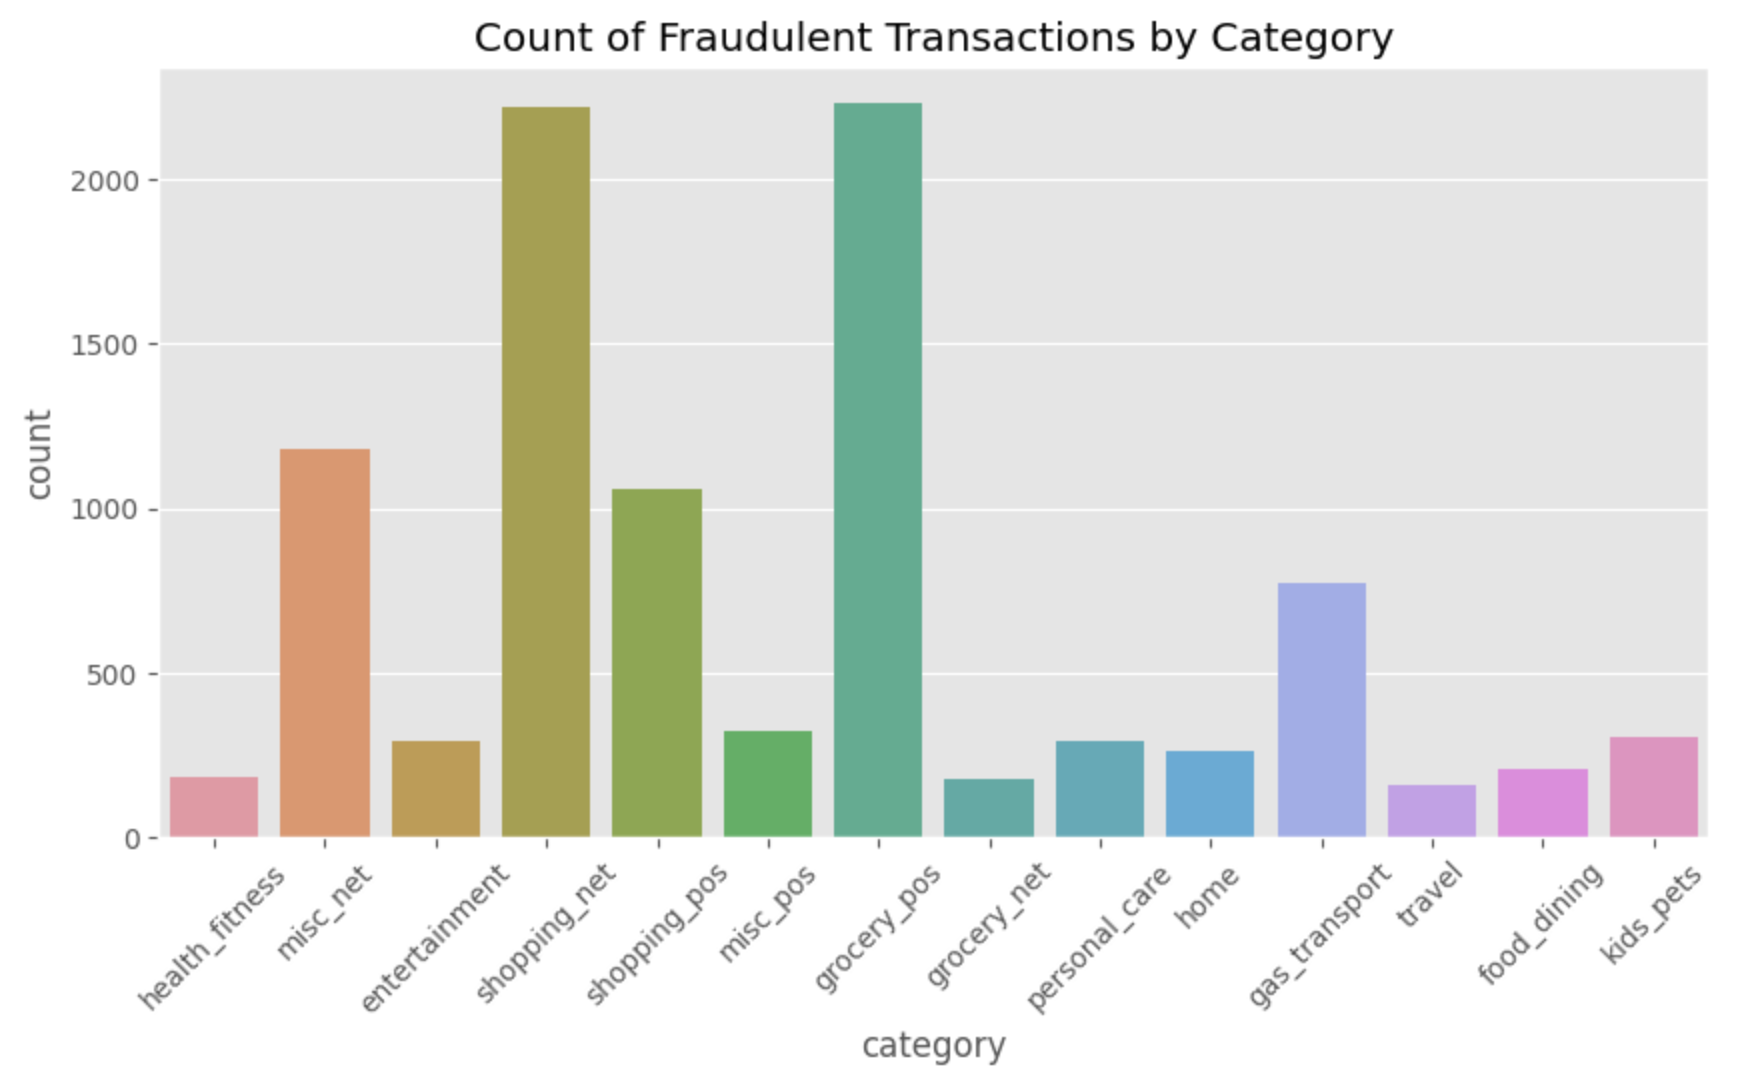 Count of Fraudulent Transactions by Category
count
2000
1500
1000
500
0
health_fitness
misc_net
entertainment
shopping_net
shopping_pos
misc_pos
grocery_pos
grocery_net
personal_care
home
gas_transport
travel
food_dining
kids_pets
category